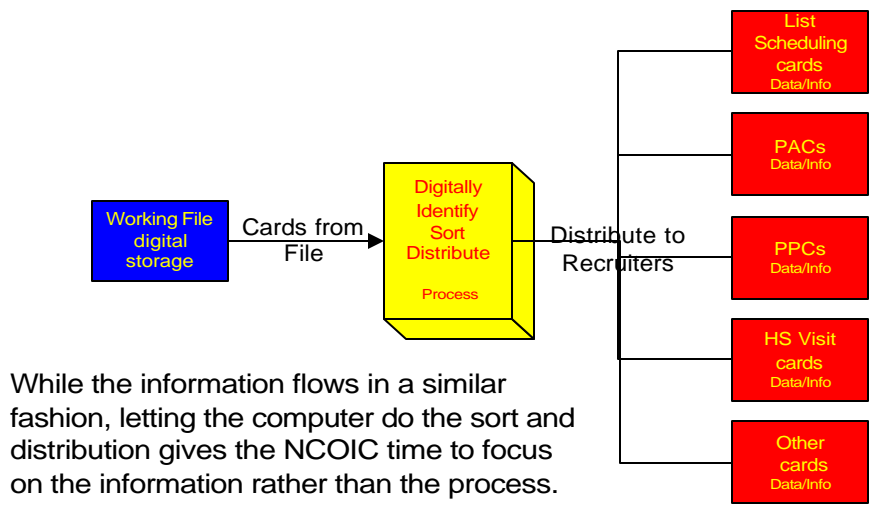 Working File
digital
storage
Cards from
File
Digitally
Identify
Sort
Distribute
Process
Distribute to
Recruiters
List
Scheduling
cards
Data/Info
PACs
Data/Info
PPCs
Data/Info
HS Visit
cards
Data/Info
Other
cards
Data/Info
While the information flows in a similar
fashion, letting the computer do the sort and
distribution gives the NCOIC time to focus
on the information rather than the process.